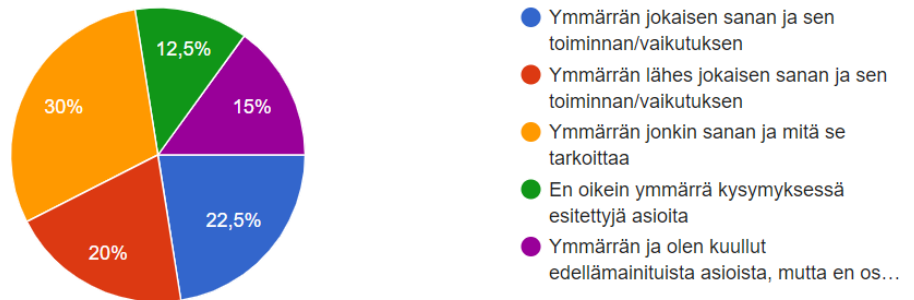 12,5%
15%
30%
22,5%
20%
Ymmärrän jokaisen sanan ja sen
toiminnan/vaikutuksen
Ymmärrän lähes jokaisen sanan ja sen
toiminnan/vaikutuksen
Ymmärrän jonkin sanan ja mitä se
tarkoittaa
En oikein ymmärrä kysymyksessä
esitettyjä asioita
Ymmärrän ja olen kuullut
edellämainituista asioista, mutta en os…